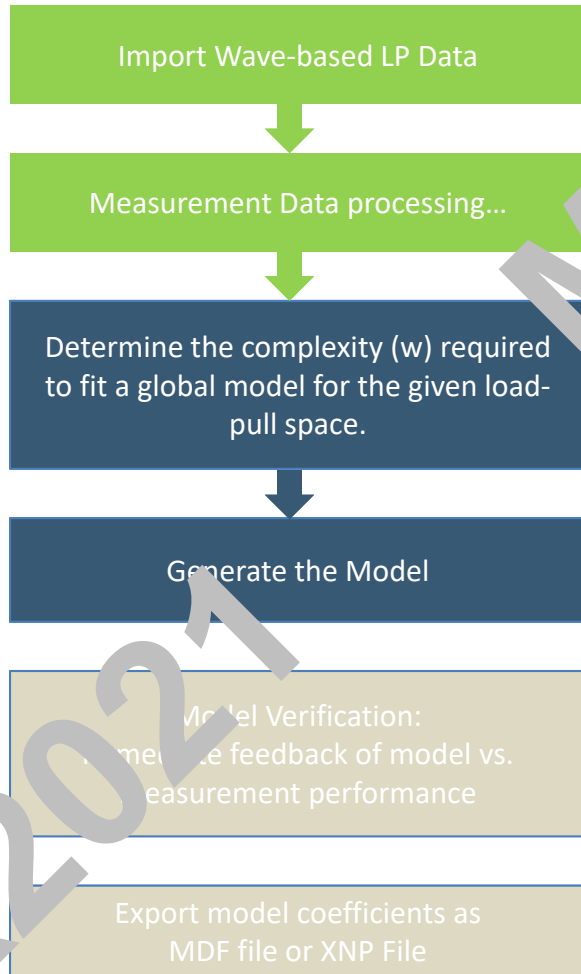 Import Wave-based LP Data
Measurement Data processing…
Determine the complexity (w) required
to fit a global model for the given load-
pull space.
Generate the Model
Model Verification:
Immediate feedback of model vs.
measurement performance
Export model coefficients as
MDF file or XNP File
2021